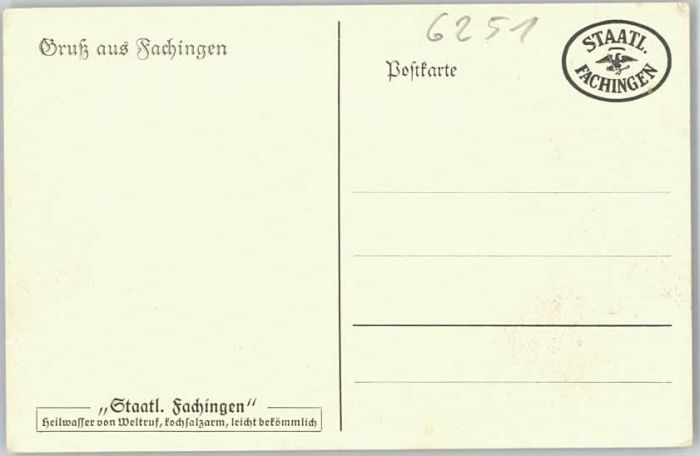 Gruß aus Fachingen
6251
Postkarte
STAATL.
FACHINGEN
„Staatl. Fachingen“
Heilwasser von Weltruf, kochsalzarm, leicht bekömmlich